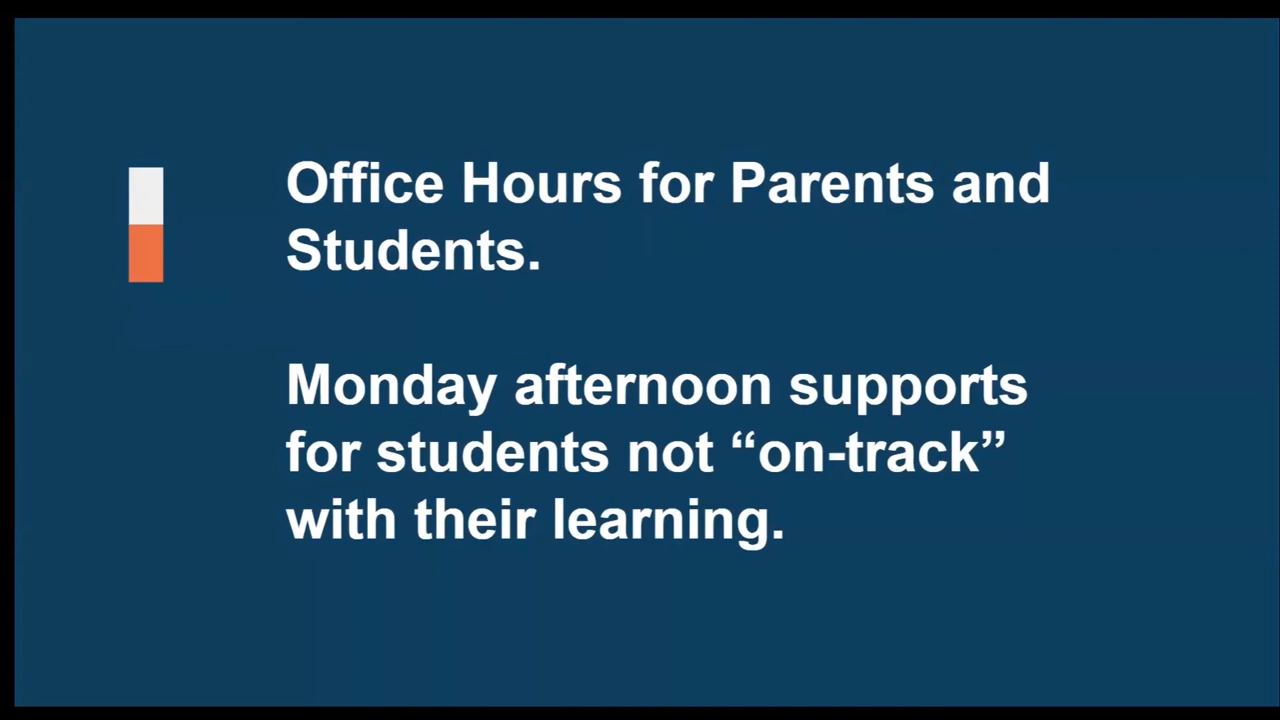 Office Hours for Parents and
Students.
Monday afternoon supports
for students not “on-track”
with their learning.